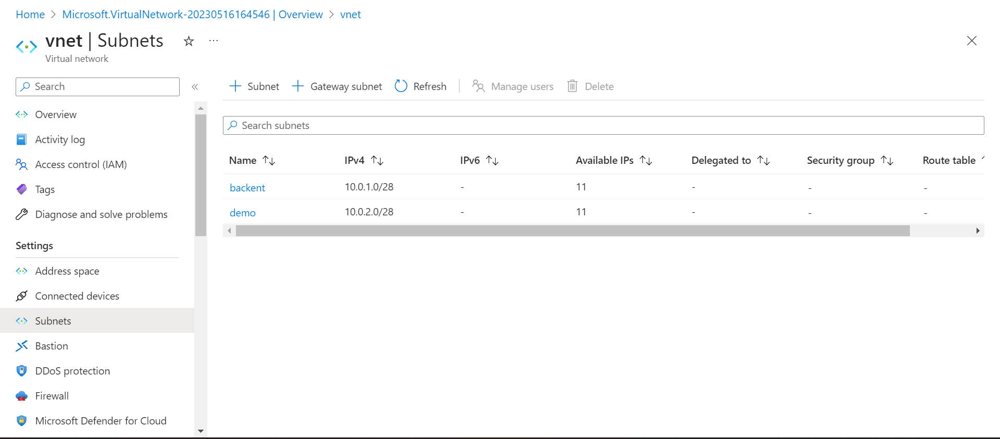 Home > Microsoft.VirtualNetwork-20230516164546 | Overview > vnet
vnet | Subnets ☆ ···
Virtual network
Search «
+ Subnet + Gateway subnet Refresh Manage users Delete
Overview
Activity log
Access control (IAM)
Tags
Diagnose and solve problems
Settings
Address space
Connected devices
Subnets
Bastion
DDoS protection
Firewall
Microsoft Defender for Cloud
Search subnets
Name ↑↓ IPv4 ↑↓ IPv6 ↑↓ Available IPs ↑↓ Delegated to ↑↓ Security group ↑↓ Route table
backent 10.0.1.0/28 - 11 - - -
demo 10.0.2.0/28 - 11 - - -